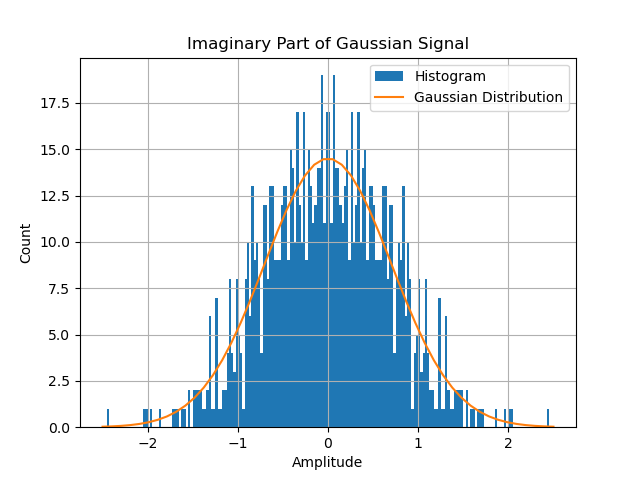 Imaginary Part of Gaussian Signal
Histogram
Gaussian Distribution
17.5
15.0
12.5
10.0
7.5
5.0
2.5
0.0
Count
−2
−1
0
1
2
Amplitude